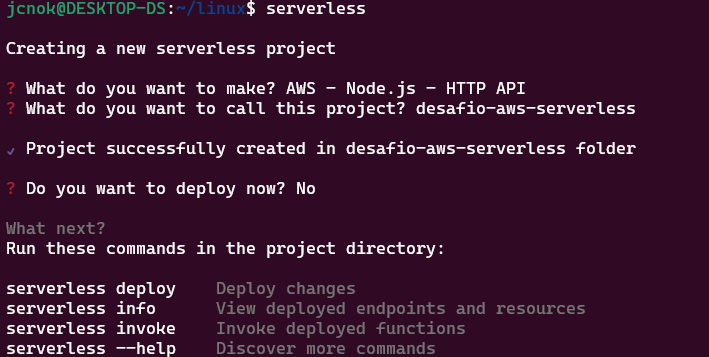 jcnok@DESKTOP-DS:~/linux$ serverless
Creating a new serverless project
? What do you want to make? AWS - Node.js - HTTP API
? What do you want to call this project? desafio-aws-serverless
✔ Project successfully created in desafio-aws-serverless folder
? Do you want to deploy now? No
What next?
Run these commands in the project directory:
serverless deploy    Deploy changes
serverless info      View deployed endpoints and resources
serverless invoke    Invoke deployed functions
serverless --help    Discover more commands